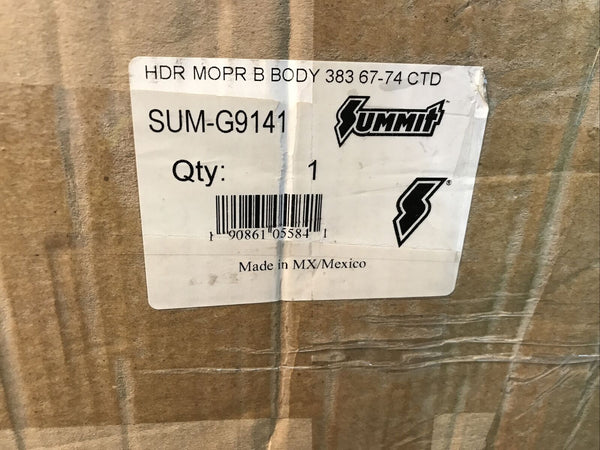 HDR MOPR B BODY 383 67-74 CTD
SUM-G9141
SUMMIT™
Qty: 1
®
1 90861 05584 1
Made in MX/Mexico